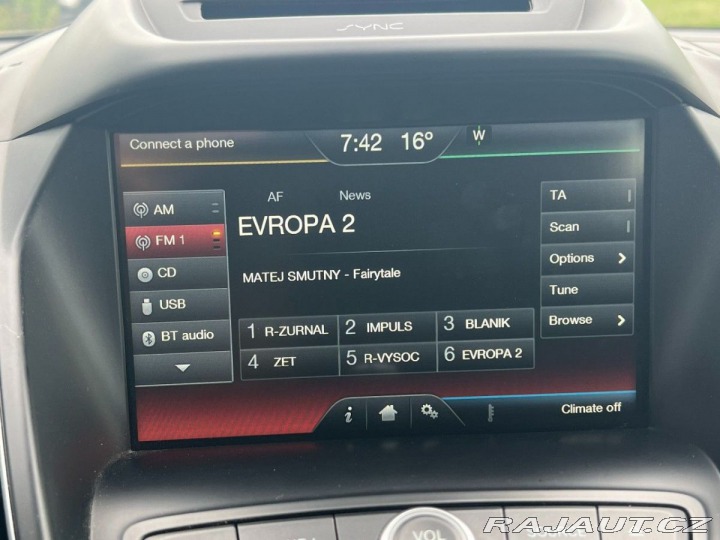 SYNC
Connect a phone
7:42 16° W
AM
FM 1
CD
USB
BT audio
AF News
EVROPA 2
MATEJ SMUTNY - Fairytale
1 R-ZURNAL 2 IMPULS 3 BLANIK
4 ZET 5 R-VYSOC 6 EVROPA 2
TA
Scan
Options
Tune
Browse
i
Climate off
VOL
RAJAUT.CZ